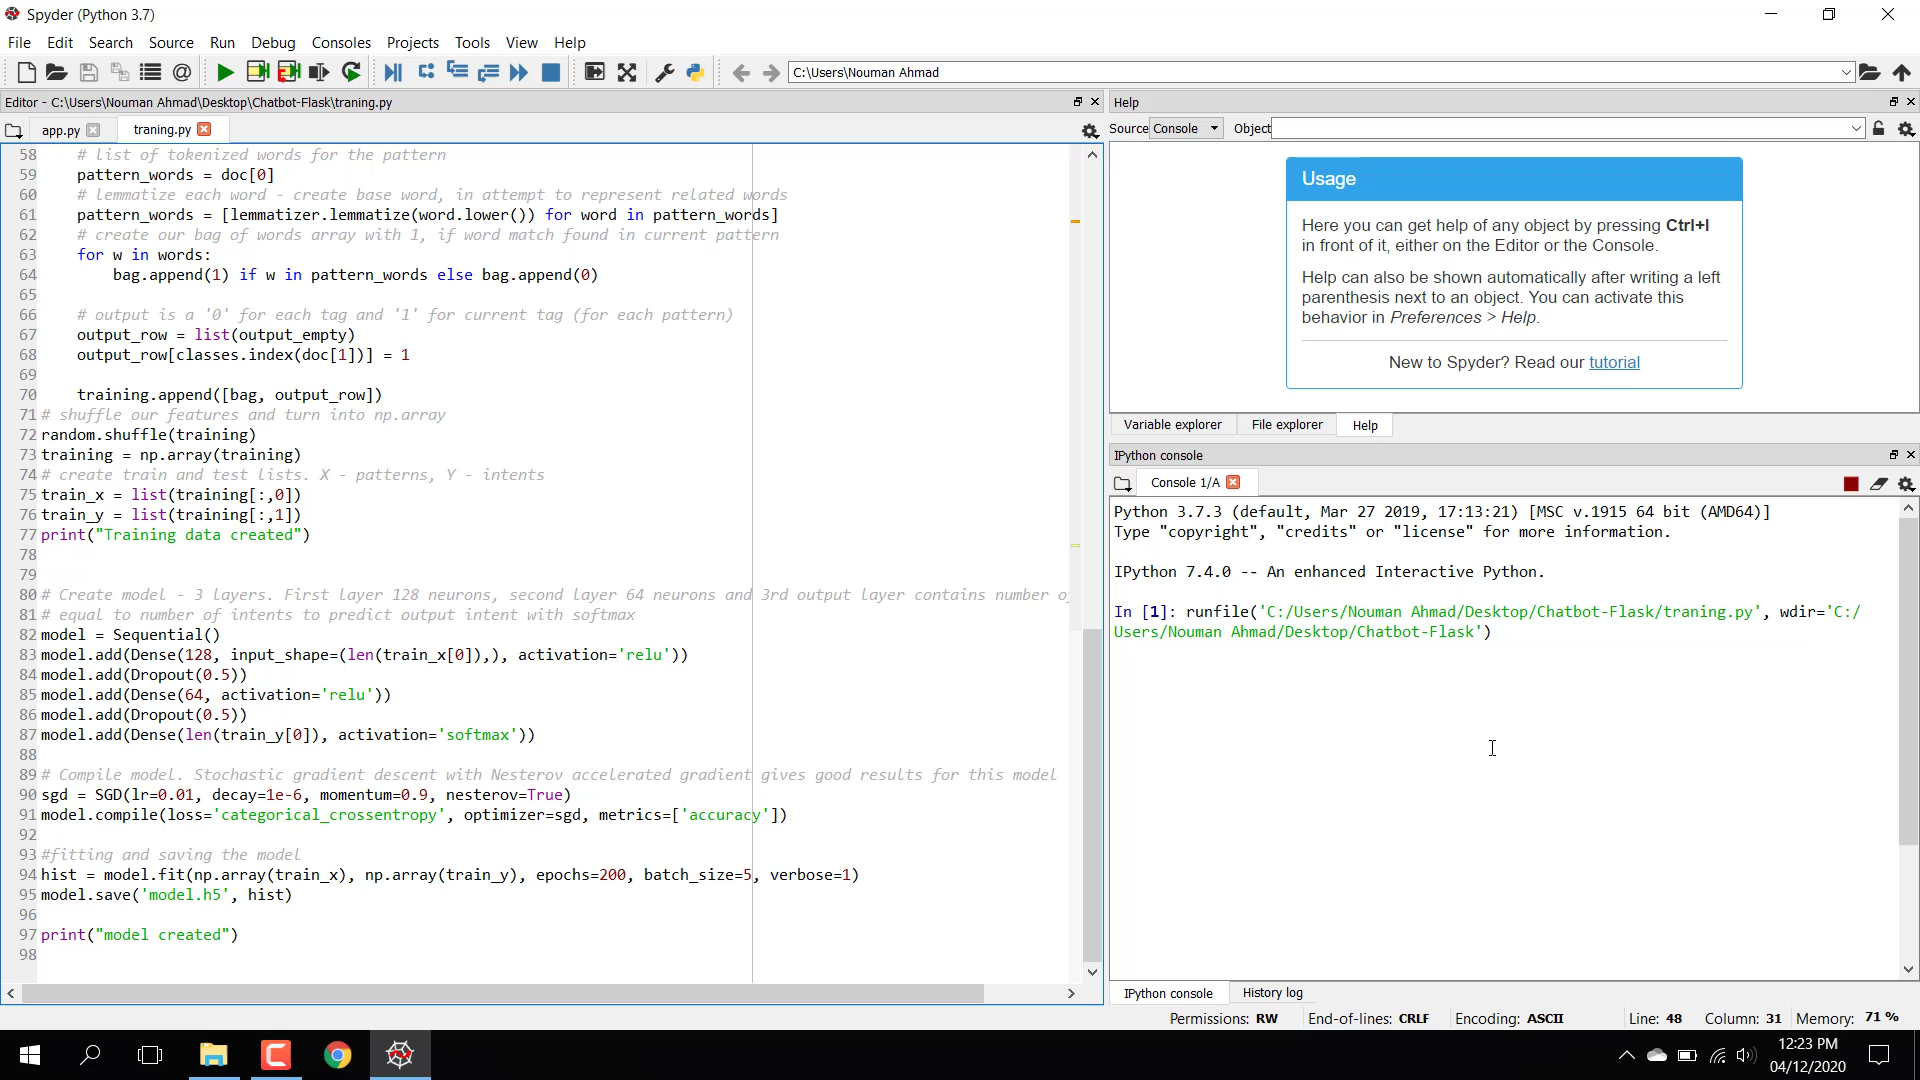 Spyder (Python 3.7)
File Edit Search Source Run Debug Consoles Projects Tools View Help
C:\Users\Nouman Ahmad
Editor - C:\Users\Nouman Ahmad\Desktop\Chatbot-Flask\traning.py
app.py traning.py
58 # list of tokenized words for the pattern
59 pattern_words = doc[0]
60 # lemmatize each word - create base word, in attempt to represent related words
61 pattern_words = [lemmatizer.lemmatize(word.lower()) for word in pattern_words]
62 # create our bag of words array with 1, if word match found in current pattern
63 for w in words:
64 bag.append(1) if w in pattern_words else bag.append(0)
65
66 # output is a '0' for each tag and '1' for current tag (for each pattern)
67 output_row = list(output_empty)
68 output_row[classes.index(doc[1])] = 1
69
70 training.append([bag, output_row])
71 # shuffle our features and turn into np.array
72 random.shuffle(training)
73 training = np.array(training)
74 # create train and test lists. X - patterns, Y - intents
75 train_x = list(training[:,0])
76 train_y = list(training[:,1])
77 print("Training data created")
78
79
80 # Create model - 3 layers. First layer 128 neurons, second layer 64 neurons and 3rd output layer contains number
81 # equal to number of intents to predict output intent with softmax
82 model = Sequential()
83 model.add(Dense(128, input_shape=(len(train_x[0]),), activation='relu'))
84 model.add(Dropout(0.5))
85 model.add(Dense(64, activation='relu'))
86 model.add(Dropout(0.5))
87 model.add(Dense(len(train_y[0]), activation='softmax'))
88
89 # Compile model. Stochastic gradient descent with Nesterov accelerated gradient gives good results for this model
90 sgd = SGD(lr=0.01, decay=1e-6, momentum=0.9, nesterov=True)
91 model.compile(loss='categorical_crossentropy', optimizer=sgd, metrics=['accuracy'])
92
93 #fitting and saving the model
94 hist = model.fit(np.array(train_x), np.array(train_y), epochs=200, batch_size=5, verbose=1)
95 model.save('model.h5', hist)
96
97 print("model created")
98
Help
Source Console Object
Usage
Here you can get help of any object by pressing Ctrl+I
in front of it, either on the Editor or the Console.
Help can also be shown automatically after writing a left
parenthesis next to an object. You can activate this
behavior in Preferences > Help.
New to Spyder? Read our tutorial
Variable explorer File explorer Help
IPython console
Console 1/A
Python 3.7.3 (default, Mar 27 2019, 17:13:21) [MSC v.1915 64 bit (AMD64)]
Type "copyright", "credits" or "license" for more information.
IPython 7.4.0 -- An enhanced Interactive Python.
In [1]: runfile('C:/Users/Nouman Ahmad/Desktop/Chatbot-Flask/traning.py', wdir='C:/
Users/Nouman Ahmad/Desktop/Chatbot-Flask')
IPython console History log
Permissions: RW End-of-lines: CRLF Encoding: ASCII Line: 48 Column: 31 Memory: 71 %
12:23 PM
04/12/2020